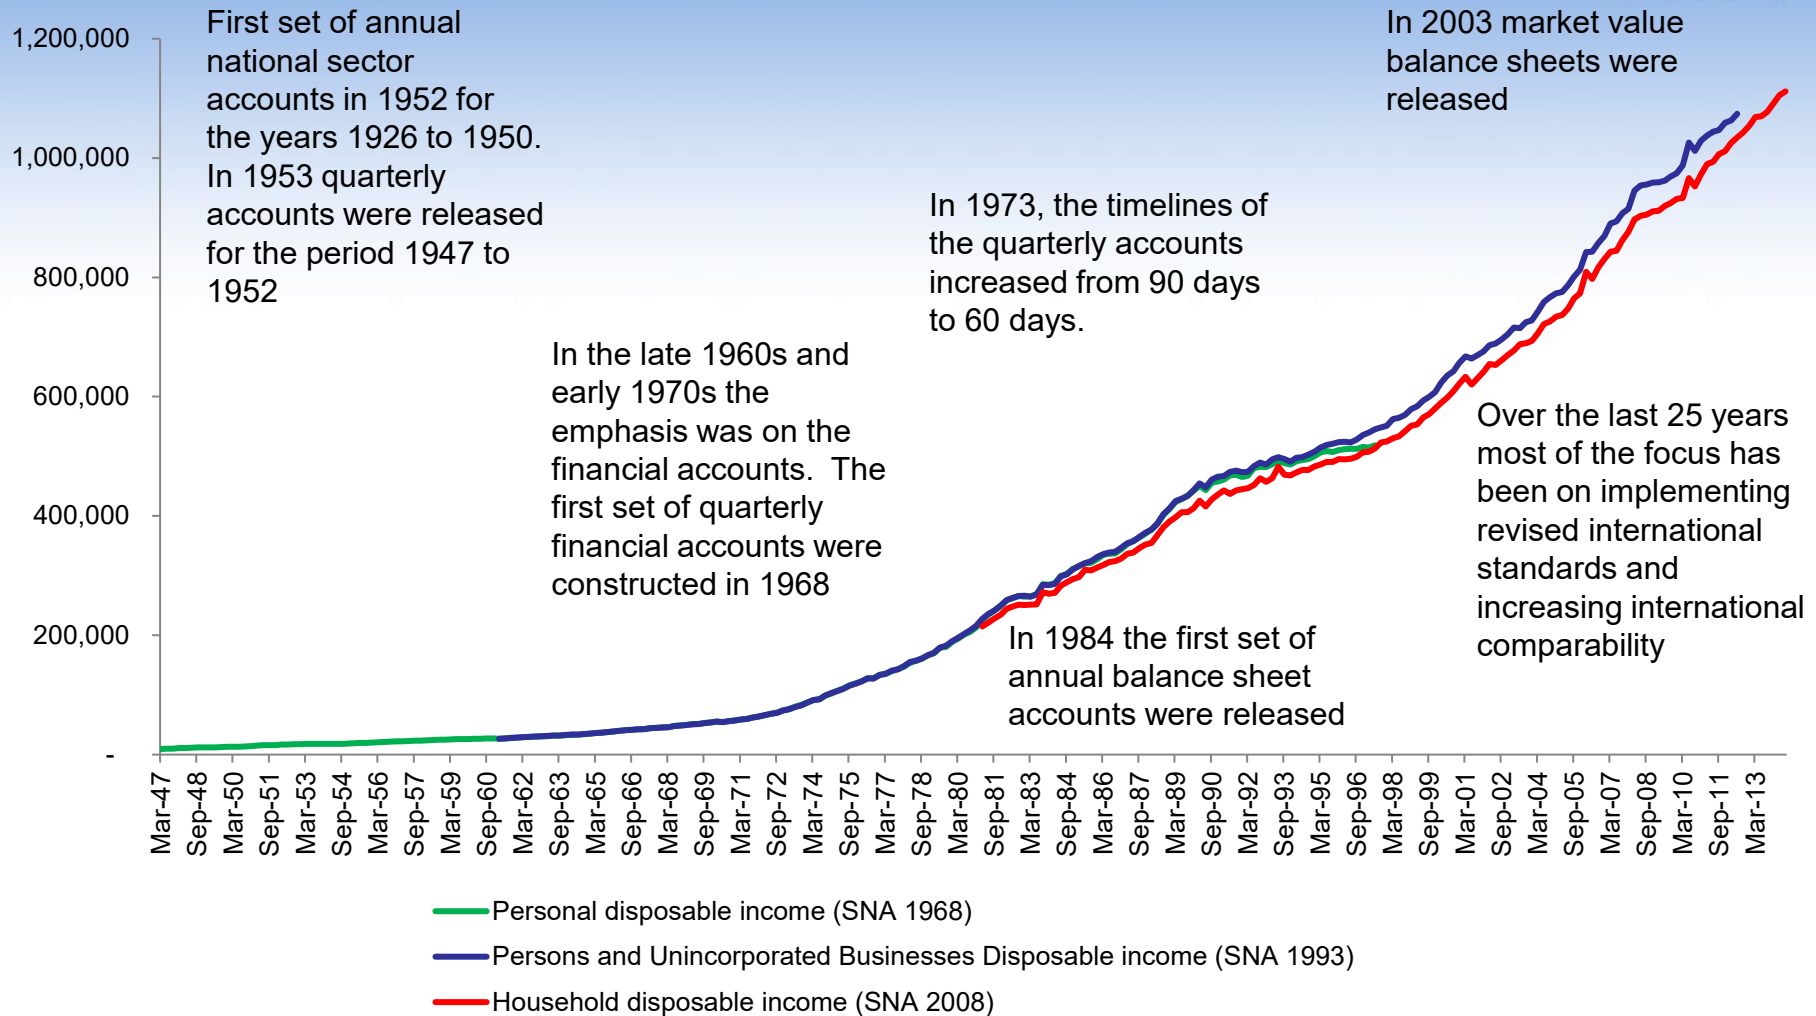 First set of annual
national sector
accounts in 1952 for
the years 1926 to 1950.
In 1953 quarterly
accounts were released
for the period 1947 to
1952
In the late 1960s and
early 1970s the
emphasis was on the
financial accounts.  The
first set of quarterly
financial accounts were
constructed in 1968
In 1973, the timelines of
the quarterly accounts
increased from 90 days
to 60 days.
In 1984 the first set of
annual balance sheet
accounts were released
In 2003 market value
balance sheets were
released
Over the last 25 years
most of the focus has
been on implementing
revised international
standards and
increasing international
comparability
1,200,000
1,000,000
800,000
600,000
400,000
200,000
-
Mar-47
Sep-48
Mar-50
Sep-51
Mar-53
Sep-54
Mar-56
Sep-57
Mar-59
Sep-60
Mar-62
Sep-63
Mar-65
Sep-66
Mar-68
Sep-69
Mar-71
Sep-72
Mar-74
Sep-75
Mar-77
Sep-78
Mar-80
Sep-81
Mar-83
Sep-84
Mar-86
Sep-87
Mar-89
Sep-90
Mar-92
Sep-93
Mar-95
Sep-96
Mar-98
Sep-99
Mar-01
Sep-02
Mar-04
Sep-05
Mar-07
Sep-08
Mar-10
Sep-11
Mar-13
Personal disposable income (SNA 1968)
Persons and Unincorporated Businesses Disposable income (SNA 1993)
Household disposable income (SNA 2008)